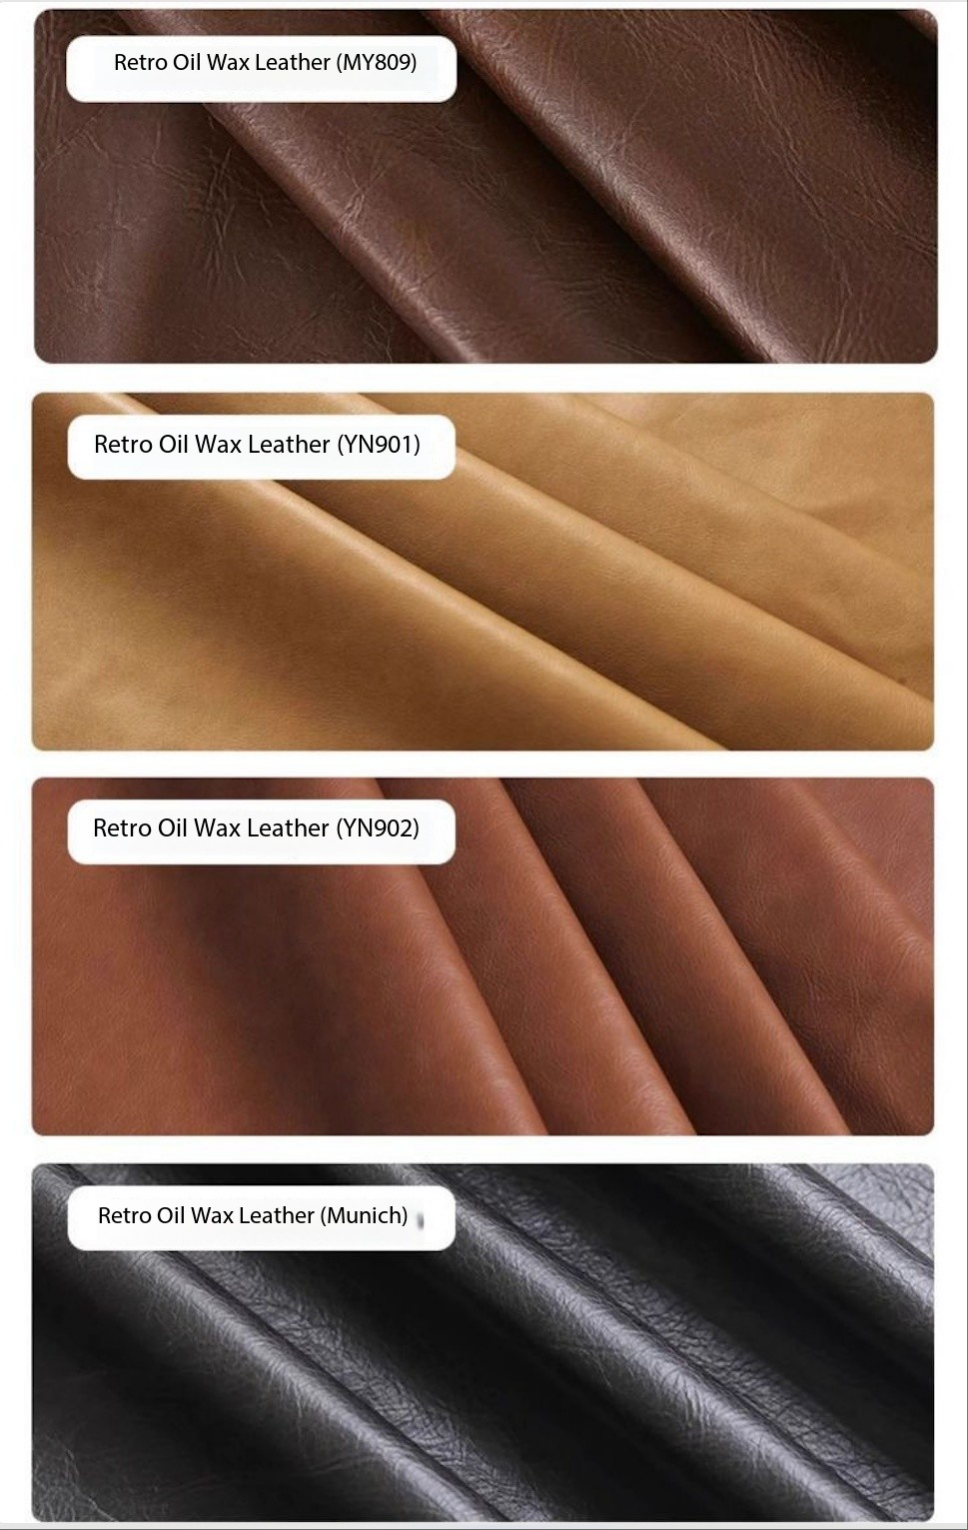 Retro Oil Wax Leather (MY809)
Retro Oil Wax Leather (YN901)
Retro Oil Wax Leather (YN902)
Retro Oil Wax Leather (Munich)